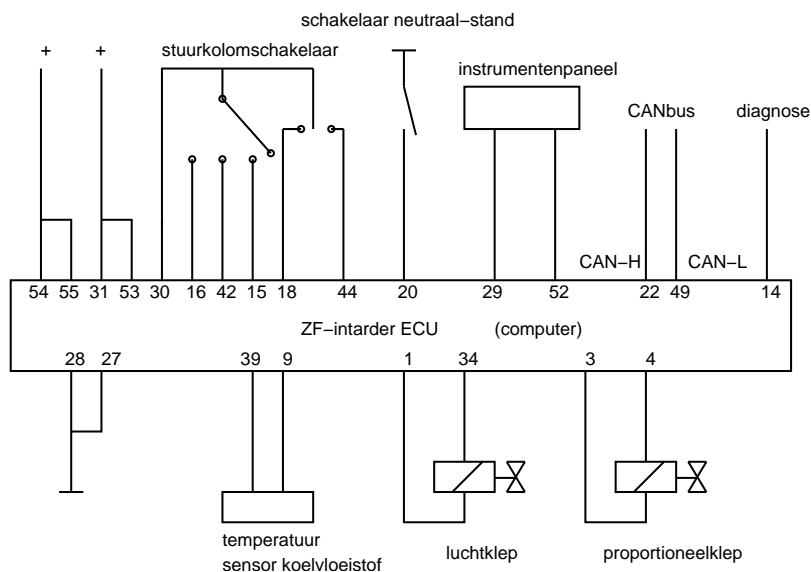 schakelaar neutraal–stand
+ +
stuurkolomschakelaar
instrumentenpaneel
CANbus
diagnose
CAN–H
CAN–L
54 55 31 53 30 16 42 15 18 44 20 29 52 22 49 14
ZF–intarder ECU (computer)
28 27 39 9 1 34 3 4
temperatuur
sensor koelvloeistof
luchtklep
proportioneelklep